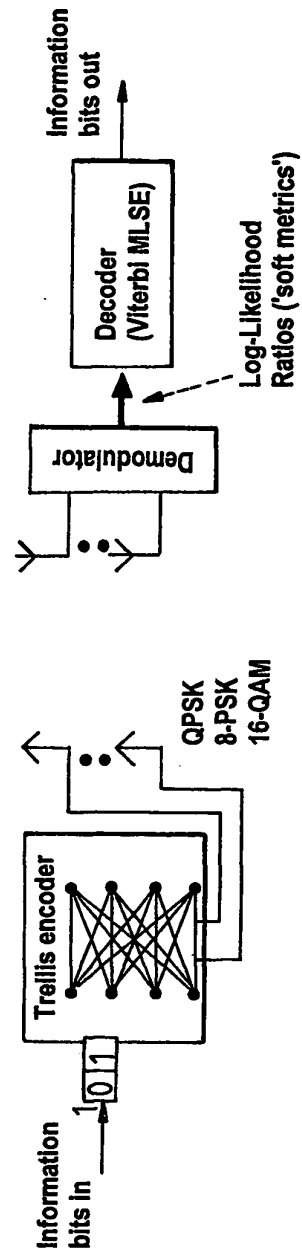 Information
bits in
1
0 1
Trellis encoder
QPSK
8-PSK
16-QAM
Demodulator
Log-Likelihood
Ratios ('soft metrics')
Decoder
(Viterbi MLSE)
Information
bits out